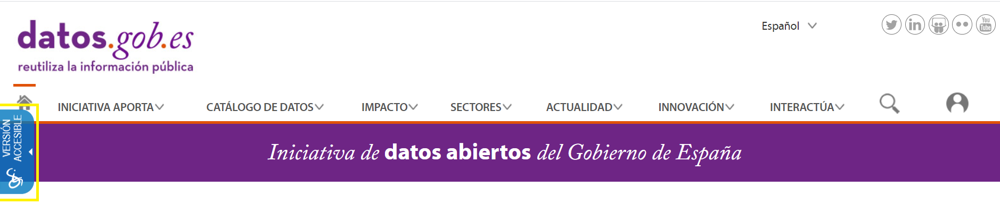 datos.gob.es
reutiliza la información pública
Español
in
You
Tube
INICIATIVA APORTA
CATÁLOGO DE DATOS
IMPACTO
SECTORES
ACTUALIDAD
INNOVACIÓN
INTERACTÚA
VERSIÓN
ACCESIBLE
Iniciativa de datos abiertos del Gobierno de España